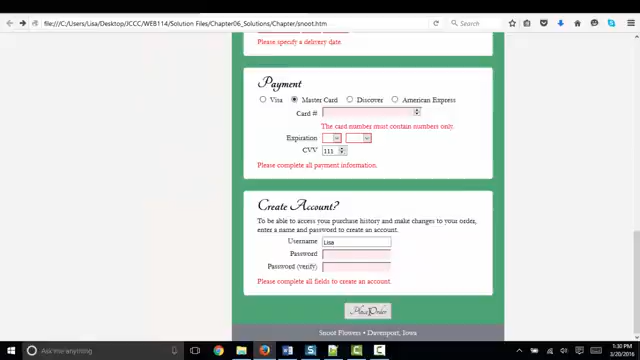 file:///C:/Users/Lisa/Desktop/JCCC/WEB114/Solution Files/Chapter06_Solutions/Chapter/snoot.htm
Search
Please specify a delivery date.
Payment
Visa Master Card Discover American Express
Card #
The card number must contain numbers only.
Expiration
CVV 111
Please complete all payment information.
Create Account?
To be able to access your purchase history and make changes to your order,
enter a name and password to create an account.
Username Lisa
Password
Password (verify)
Please complete all fields to create an account.
Place Order
Snoot Flowers • Davenport, Iowa
Ask me anything
1:30 PM
3/20/2016